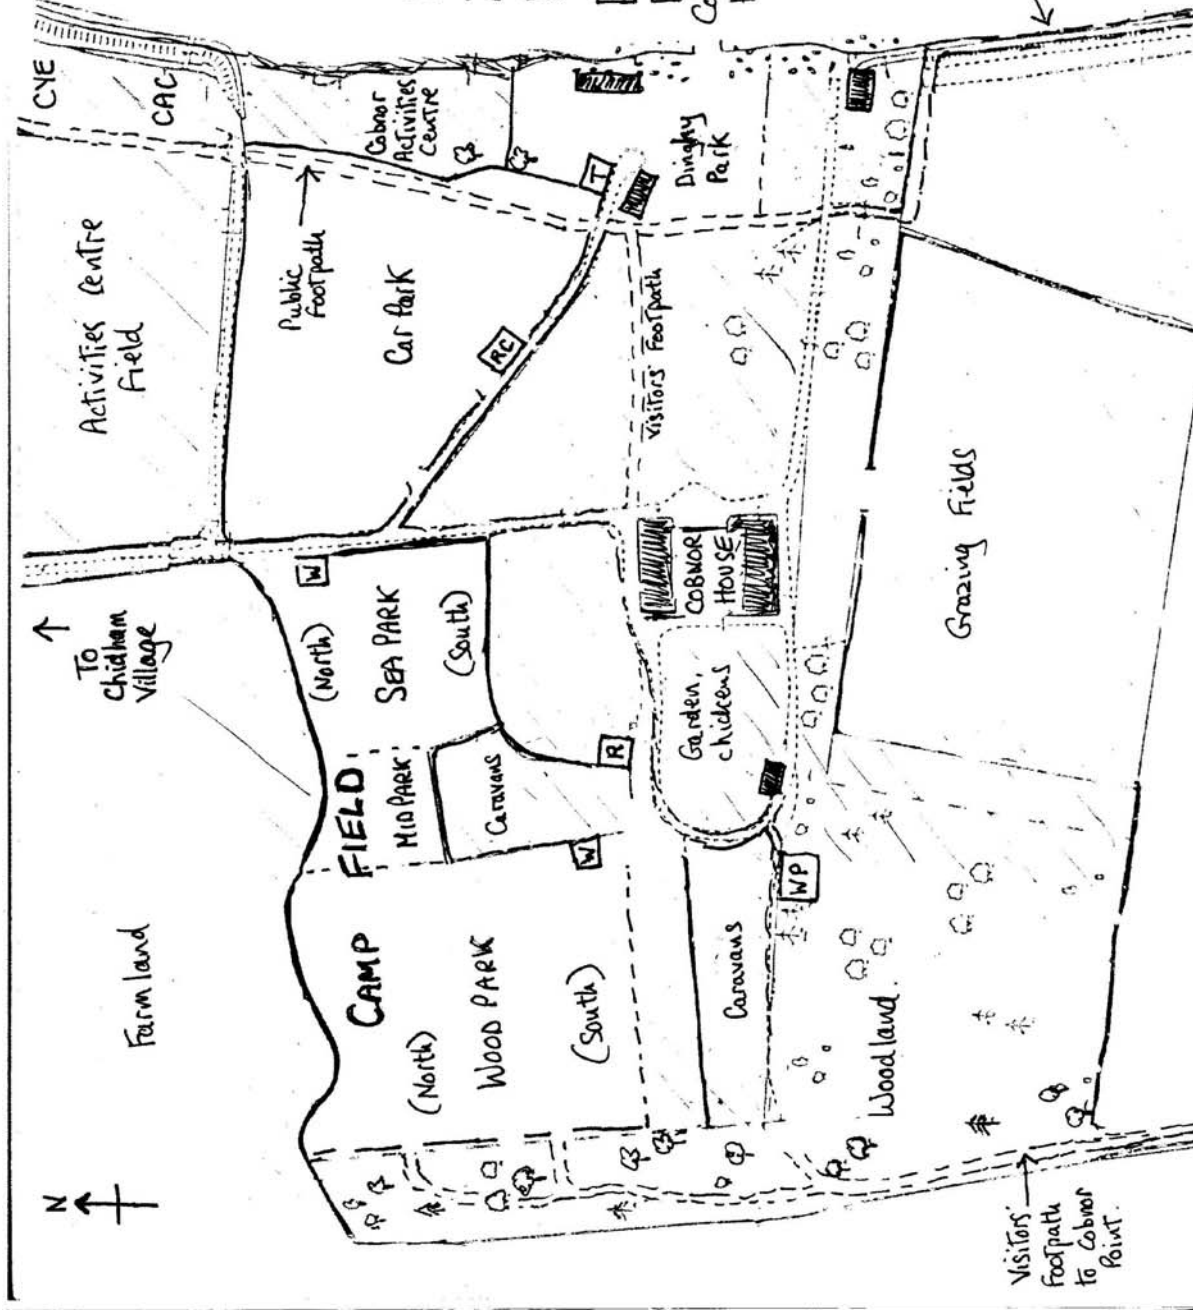 N
Farmland
To
Chidham
Village
Activities Centre
Field
CYE
CAC
CAMP FIELD
(North)
WOOD PARK
(South)
MID PARK
(North)
SEA PARK
(South)
W
Public
Footpath
Car Park
Cobnor
Activities
Centre
Caravans
RC
W
R
T
Visitors' Footpath
Dinghy
Park
Caravans
Garden,
chickens
COBNOR
HOUSE
WP
Woodland.
Grazing Fields
Visitors'
Footpath
to Cobnor
Point.